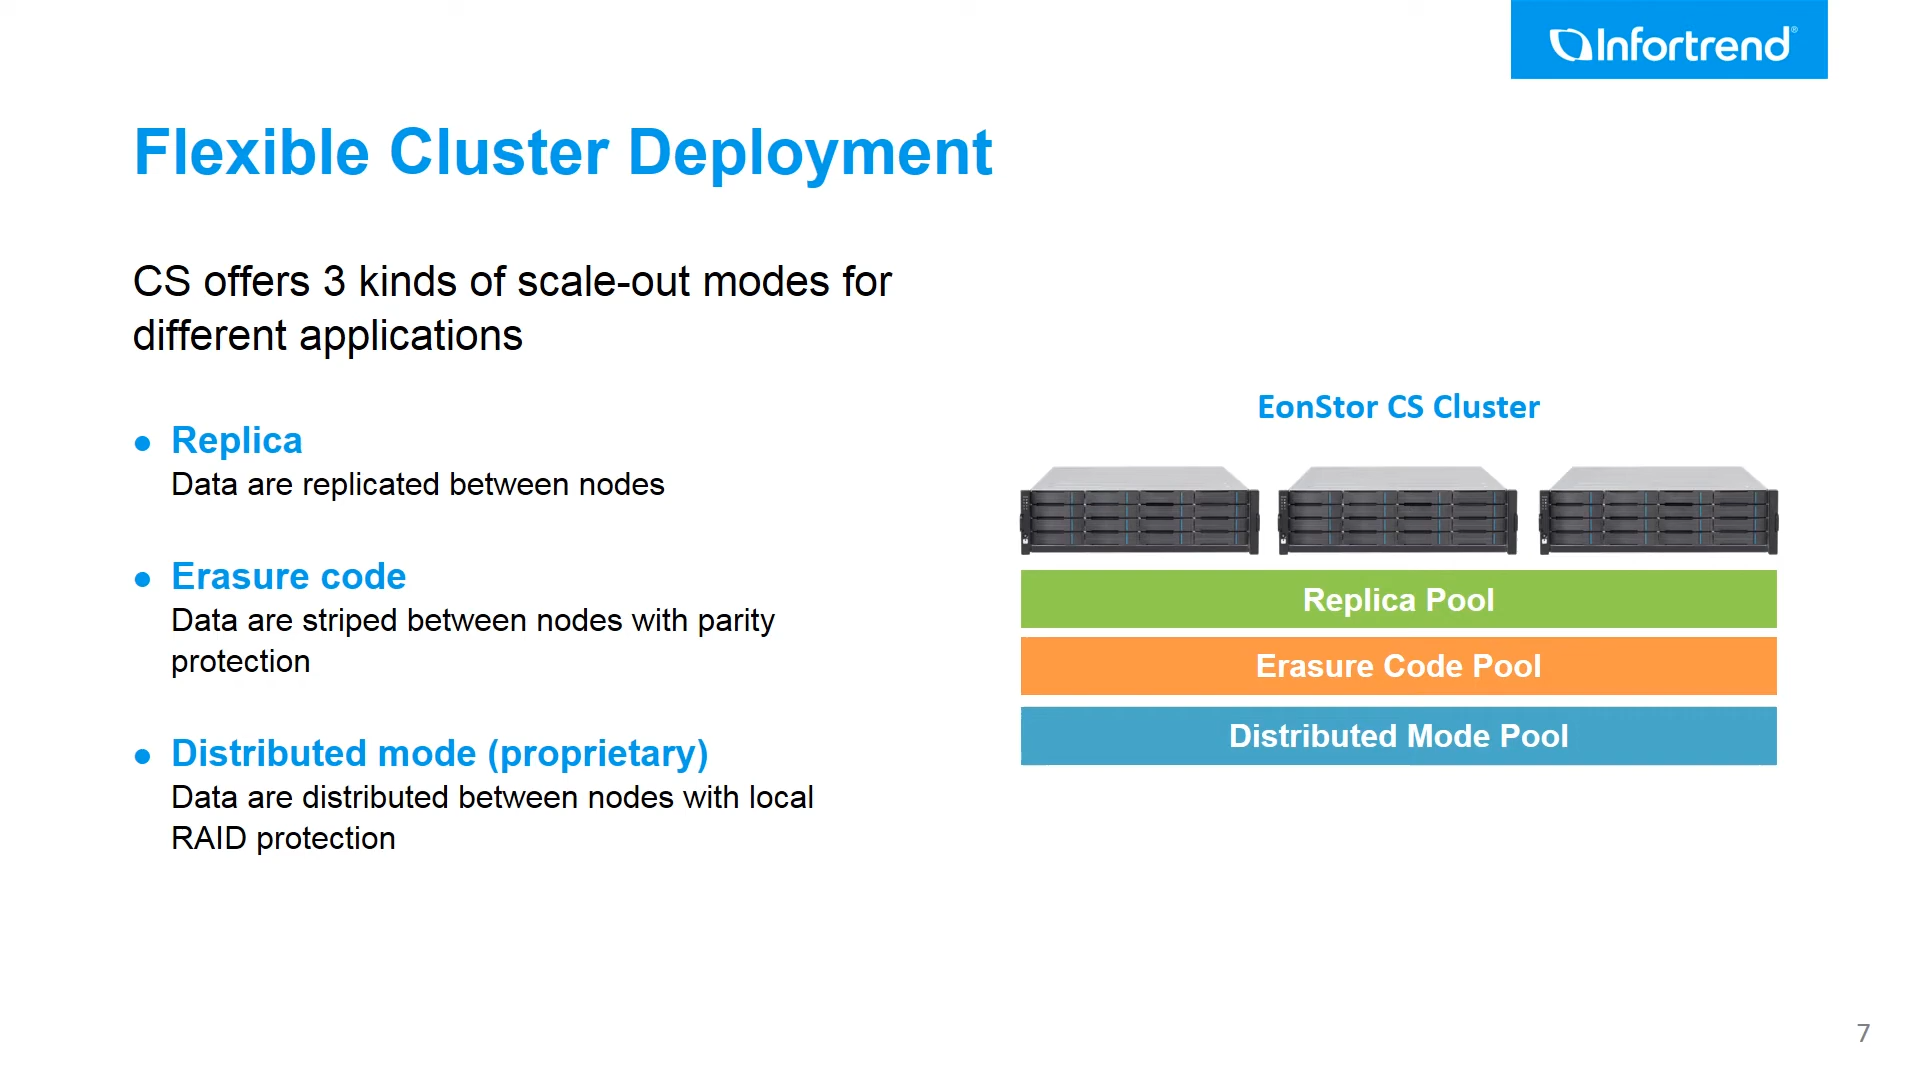 Infortrend®
Flexible Cluster Deployment
CS offers 3 kinds of scale-out modes for
different applications
● Replica
Data are replicated between nodes
● Erasure code
Data are striped between nodes with parity
protection
● Distributed mode (proprietary)
Data are distributed between nodes with local
RAID protection
EonStor CS Cluster
Replica Pool
Erasure Code Pool
Distributed Mode Pool
7